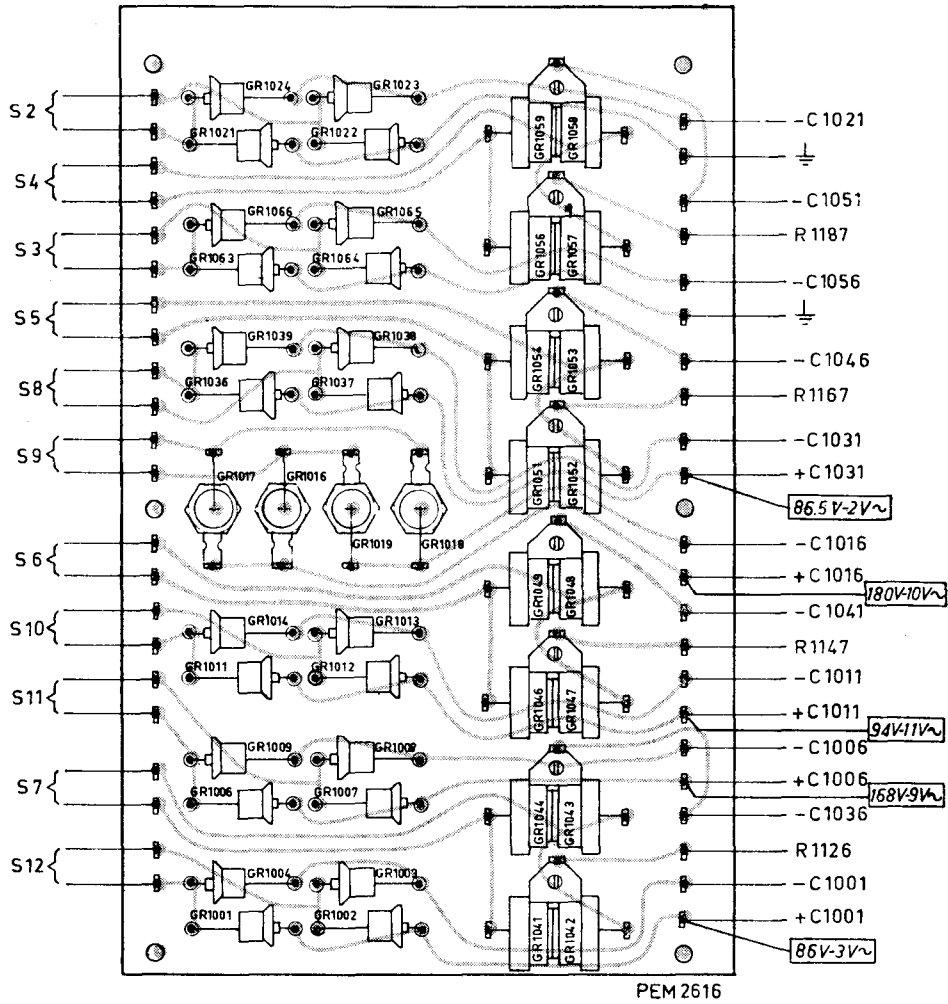 GR1024 GR1023
S2
GR1021 GR1022
GR1059 GR1058
-C1021
S4
-C1051
GR1066 GR1065
R1187
S3
GR1063 GR1064
GR1056 GR1057
-C1056
S5
GR1039 GR1038
GR1054 GR1053
-C1046
S8
GR1036 GR1037
R1167
S9
-C1031
GR1017 GR1016
GR1051 GR1052
+C1031
86.5V-2V~
GR1019 GR1018
S6
-C1016
GR1049 GR1048
+C1016
180V-10V~
S10
-C1041
GR1014 GR1013
R1147
GR1011 GR1012
S11
-C1011
GR1046 GR1047
+C1011
94V-11V~
GR1009 GR1008
-C1006
S7
GR1006 GR1007
+C1006
168V-9V~
GR1044 GR1043
-C1036
S12
R1126
GR1004 GR1003
-C1001
GR1001 GR1002
GR1041 GR1042
+C1001
86V-3V~
PEM 2616